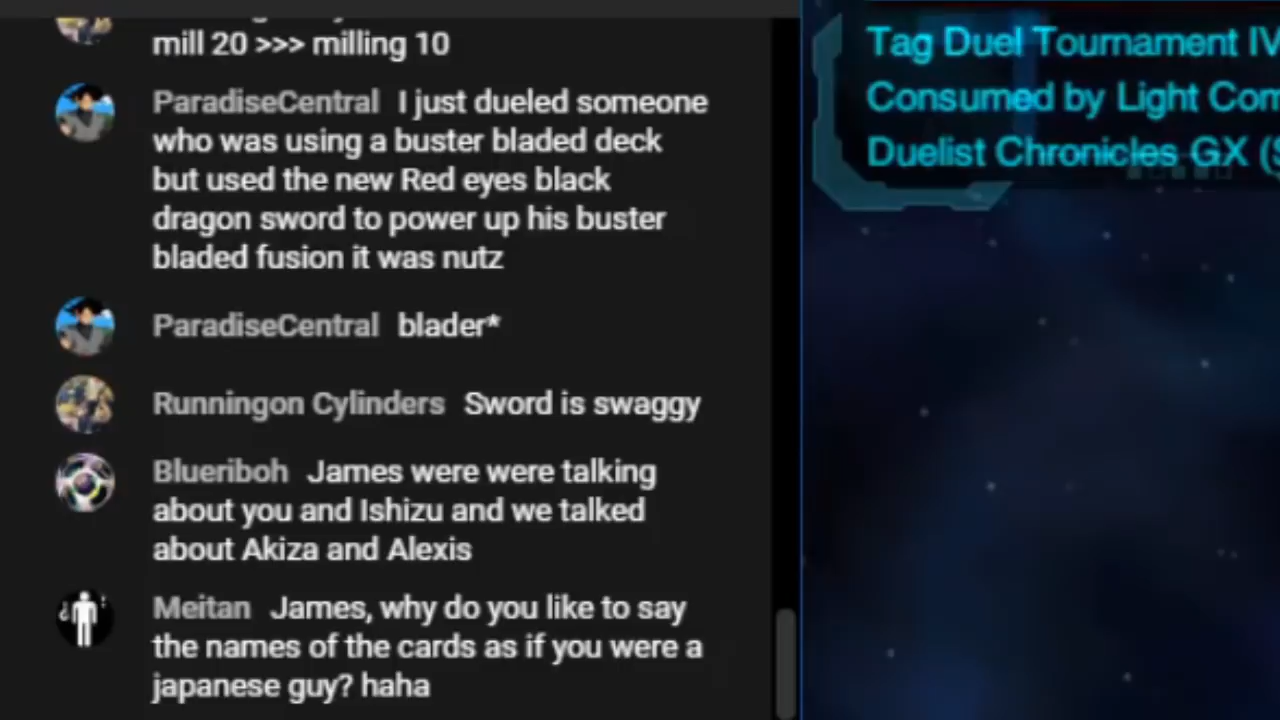 mill 20 >>> milling 10
ParadiseCentral I just dueled someone
who was using a buster bladed deck
but used the new Red eyes black
dragon sword to power up his buster
bladed fusion it was nutz
ParadiseCentral blader*
Runningon Cylinders Sword is swaggy
Blueriboh James were were talking
about you and Ishizu and we talked
about Akiza and Alexis
Meitan James, why do you like to say
the names of the cards as if you were a
japanese guy? haha
Tag Duel Tournament IV
Consumed by Light Com
Duelist Chronicles GX (S